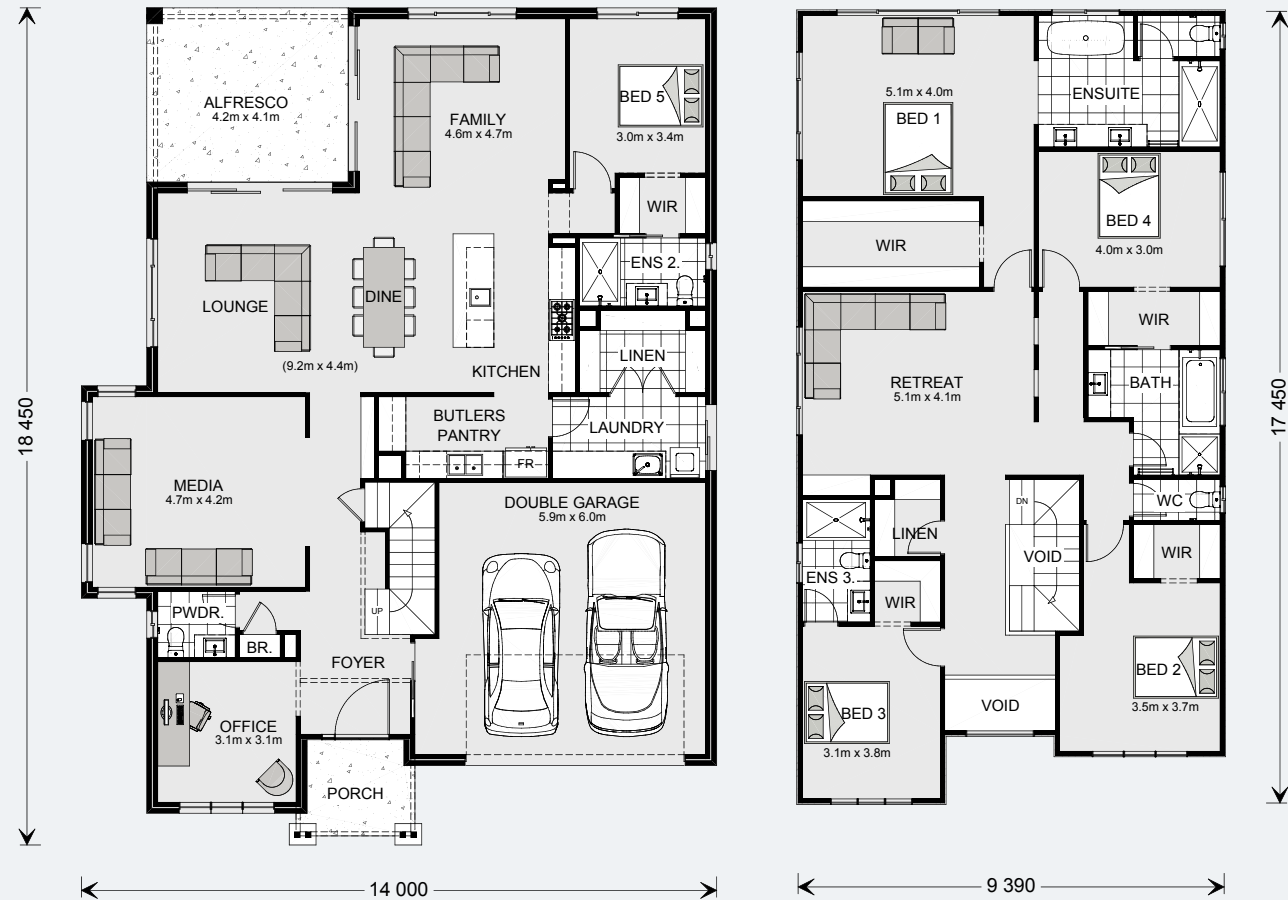 ALFRESCO
4.2m x 4.1m
FAMILY
4.6m x 4.7m
BED 5
3.0m x 3.4m
WIR
ENS 2.
LOUNGE
DINE
(9.2m x 4.4m)
KITCHEN
LINEN
BUTLERS
PANTRY
LAUNDRY
FR
MEDIA
4.7m x 4.2m
DOUBLE GARAGE
5.9m x 6.0m
UP
PWDR.
BR.
FOYER
OFFICE
3.1m x 3.1m
PORCH
18 450
14 000
5.1m x 4.0m
BED 1
ENSUITE
BED 4
4.0m x 3.0m
WIR
WIR
RETREAT
5.1m x 4.1m
BATH
WC
DN
LINEN
VOID
WIR
ENS 3.
WIR
BED 2
3.5m x 3.7m
VOID
BED 3
3.1m x 3.8m
17 450
9 390